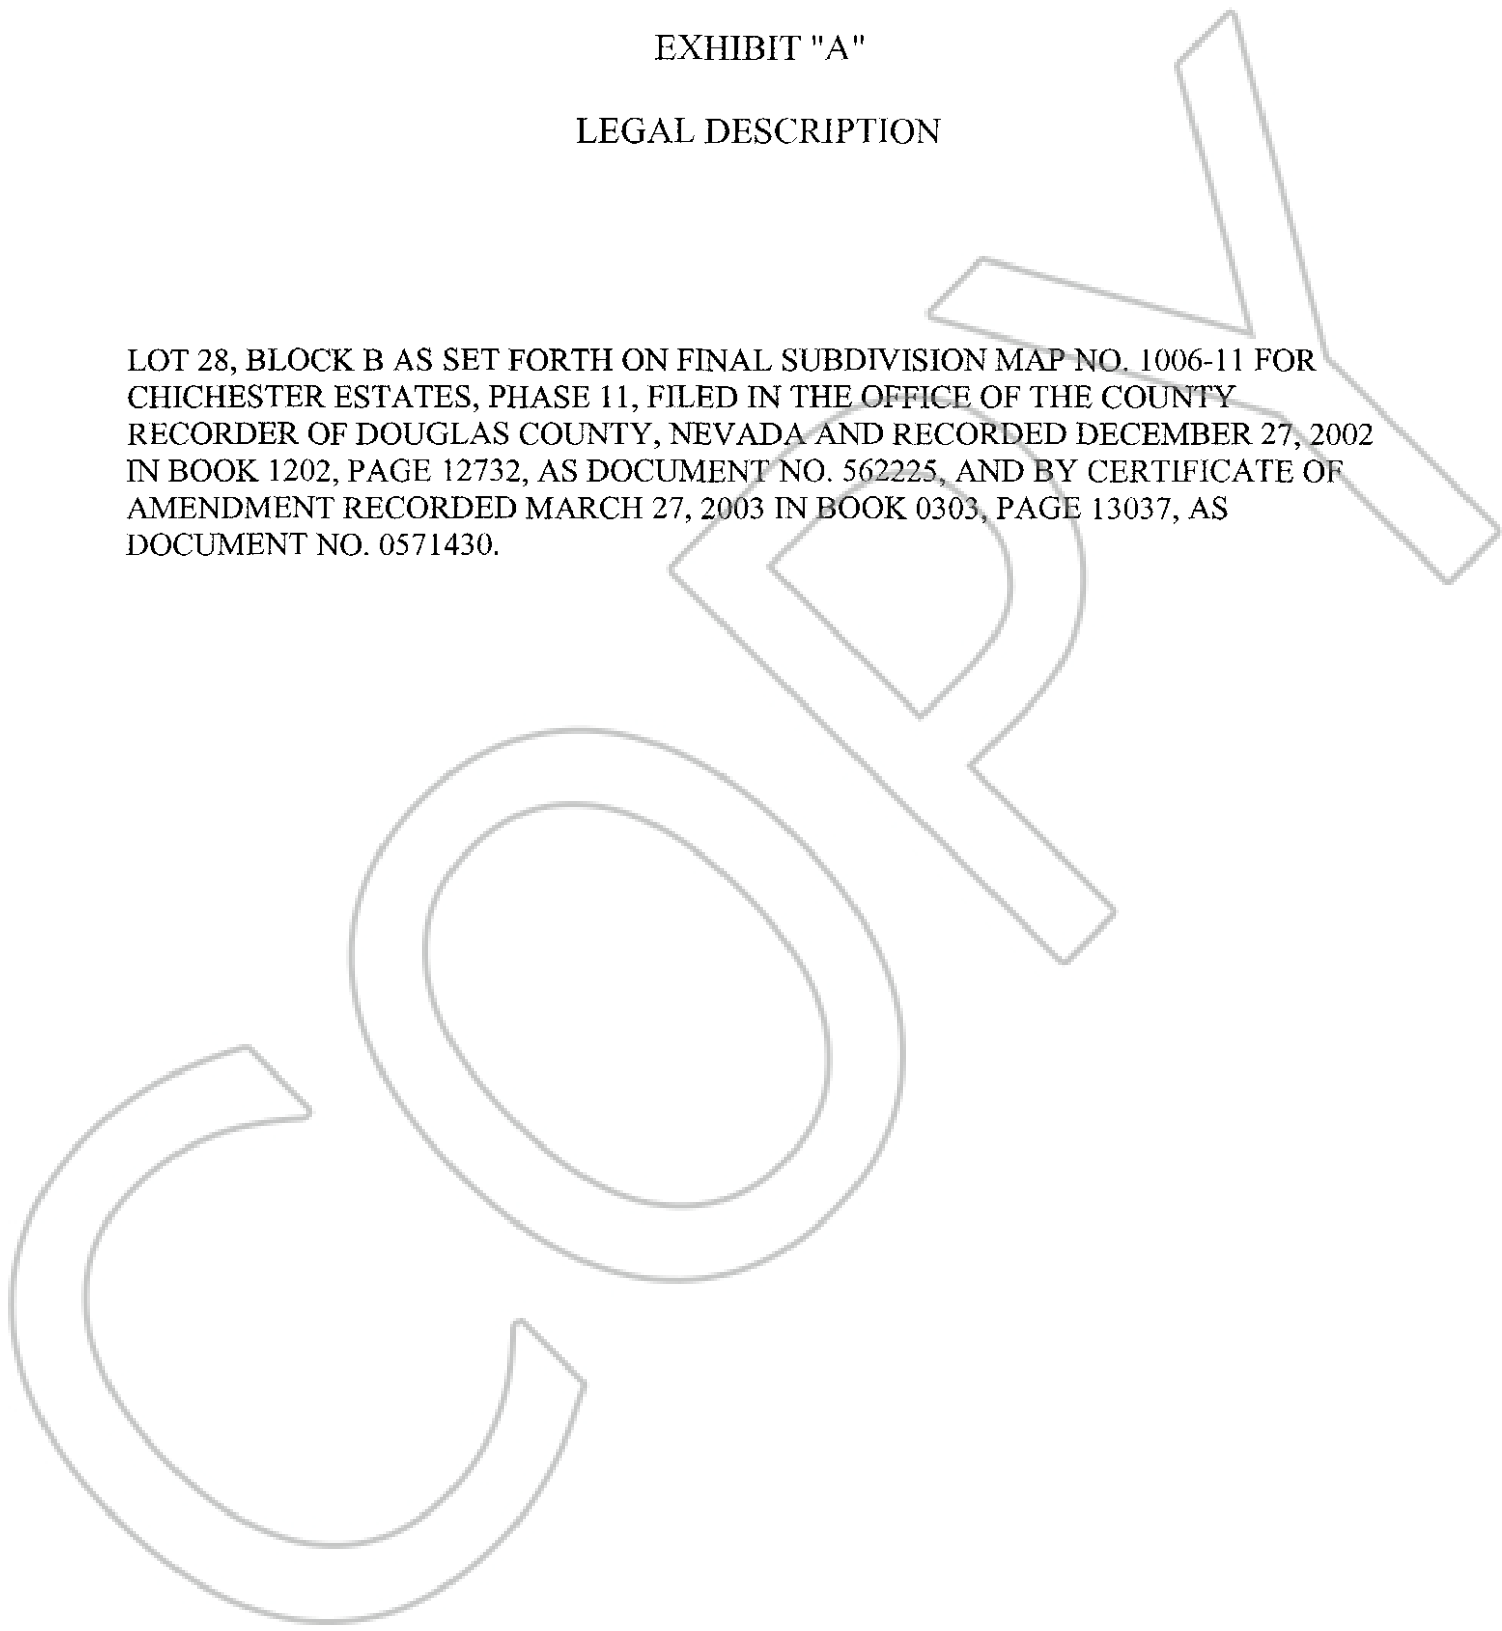 EXHIBIT "A"
LEGAL DESCRIPTION
LOT 28, BLOCK B AS SET FORTH ON FINAL SUBDIVISION MAP NO. 1006-11 FOR
CHICHESTER ESTATES, PHASE 11, FILED IN THE OFFICE OF THE COUNTY
RECORDER OF DOUGLAS COUNTY, NEVADA AND RECORDED DECEMBER 27, 2002
IN BOOK 1202, PAGE 12732, AS DOCUMENT NO. 562225, AND BY CERTIFICATE OF
AMENDMENT RECORDED MARCH 27, 2003 IN BOOK 0303, PAGE 13037, AS
DOCUMENT NO. 0571430.
COPY